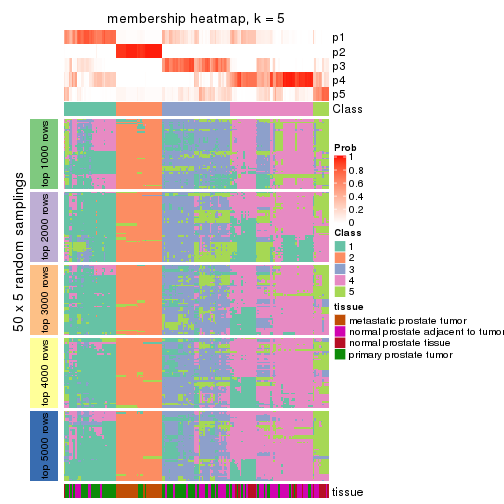 membership heatmap, k = 5
p1
p2
p3
p4
p5
Class
50 x 5 random samplings
top 1000 rows
top 2000 rows
top 3000 rows
top 4000 rows
top 5000 rows
Prob
1
0.8
0.6
0.4
0.2
0
Class
1
2
3
4
5
tissue
metastatic prostate tumor
normal prostate adjacent to tumor
normal prostate tissue
primary prostate tumor
tissue